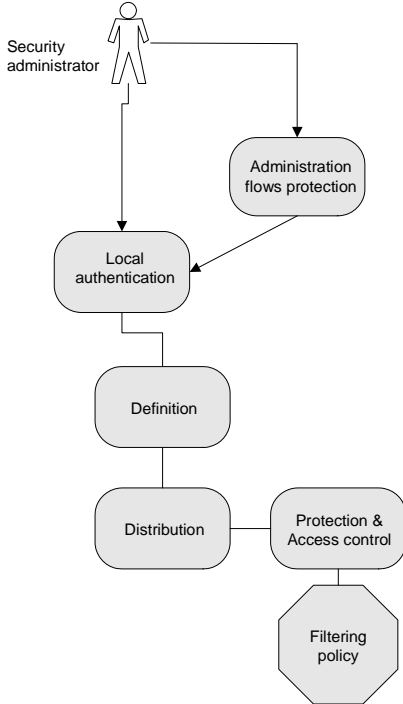 Security
administrator
Administration
flows protection
Local
authentication
Definition
Distribution
Protection &
Access control
Filtering
policy